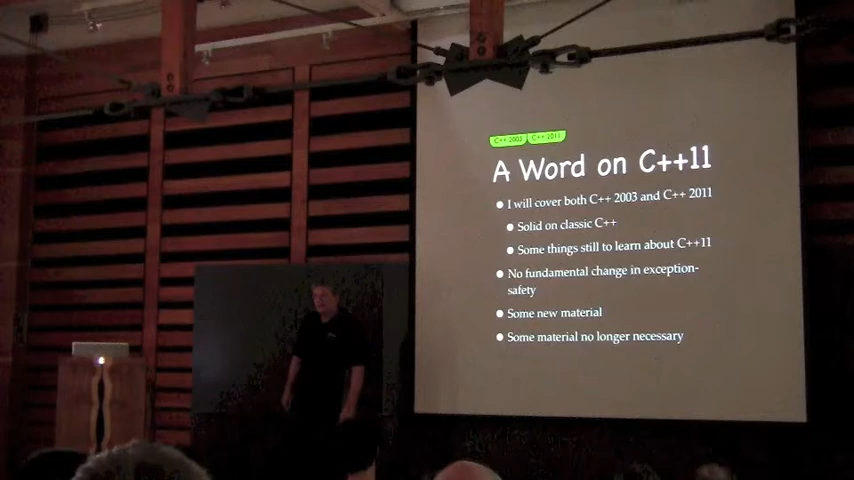 C++ 2003 C++ 2011
A Word on C++11
I will cover both C++ 2003 and C++ 2011
Solid on classic C++
Some things still to learn about C++11
No fundamental change in exception-
safety
Some new material
Some material no longer necessary